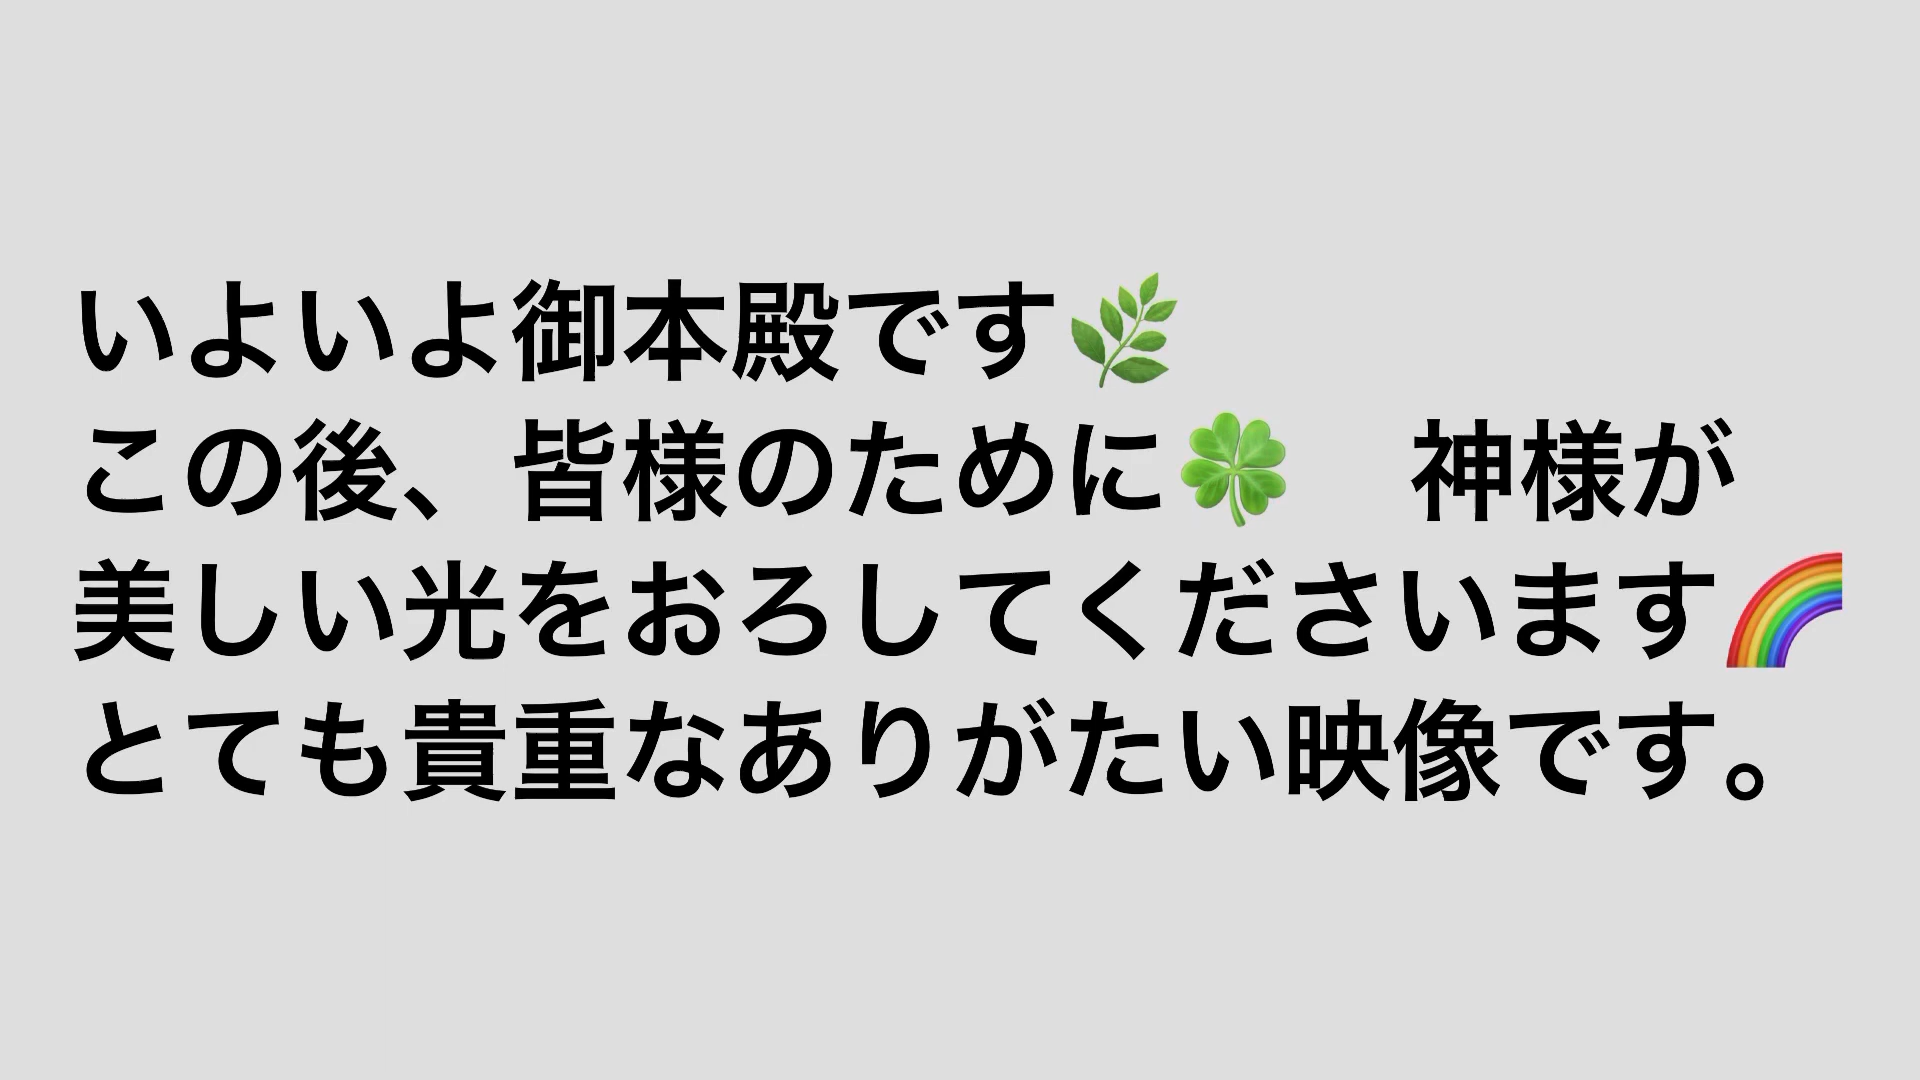 いよいよ御本殿です🌿
この後、皆様のために🍀　神様が
美しい光をおろしてくださいます🌈
とても貴重なありがたい映像です。